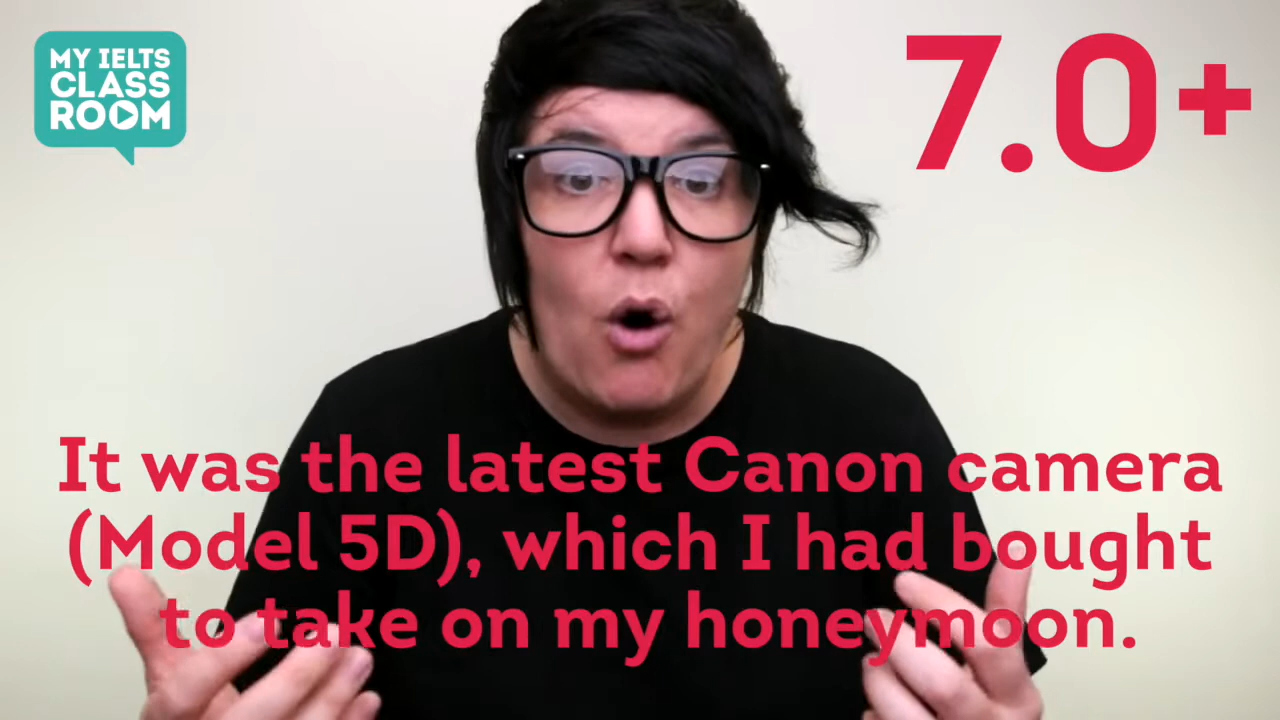 MY IELTS
CLASS
ROOM
7.0+
It was the latest Canon camera
(Model 5D), which I had bought
to take on my honeymoon.